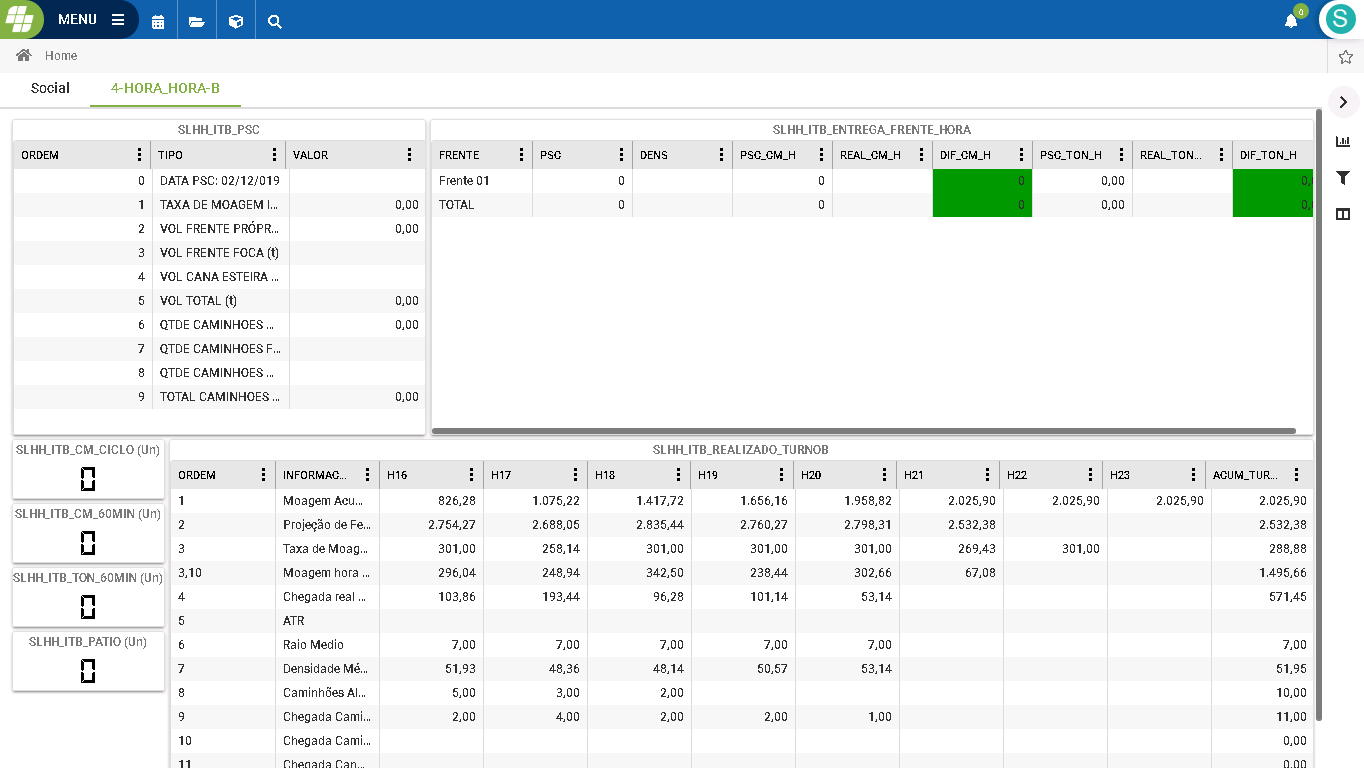 MENU
0
S
Home
Social 4-HORA_HORA-B
SLHH_ITB_PSC
ORDEM TIPO VALOR
0 DATA PSC: 02/12/019
1 TAXA DE MOAGEM I... 0,00
2 VOL FRENTE PRÓPR... 0,00
3 VOL FRENTE FOCA (t)
4 VOL CANA ESTEIRA ...
5 VOL TOTAL (t) 0,00
6 QTDE CAMINHOES ... 0,00
7 QTDE CAMINHOES F...
8 QTDE CAMINHOES ...
9 TOTAL CAMINHOES ... 0,00
SLHH_ITB_ENTREGA_FRENTE_HORA
FRENTE PSC DENS PSC_CM_H REAL_CM_H DIF_CM_H PSC_TON_H REAL_TON... DIF_TON_H
Frente 01 0 0 0 0,00 0,
TOTAL 0 0 0 0,00 0,
SLHH_ITB_CM_CICLO (Un)
0
SLHH_ITB_CM_60MIN (Un)
0
SLHH_ITB_TON_60MIN (Un)
0
SLHH_ITB_PATIO (Un)
0
SLHH_ITB_REALIZADO_TURNOB
ORDEM INFORMAC... H16 H17 H18 H19 H20 H21 H22 H23 AGUM_TUR...
1 Moagem Acu... 826,28 1.075,22 1.417,72 1.656,16 1.958,82 2.025,90 2.025,90 2.025,90 2.025,90
2 Projeção de Fe... 2.754,27 2.688,05 2.835,44 2.760,27 2.798,31 2.532,38 2.532,38
3 Taxa de Moag... 301,00 258,14 301,00 301,00 301,00 269,43 301,00 288,88
3,10 Moagem hora ... 296,04 248,94 342,50 238,44 302,66 67,08 1.495,66
4 Chegada real ... 103,86 193,44 96,28 101,14 53,14 571,45
5 ATR
6 Raio Medio 7,00 7,00 7,00 7,00 7,00 7,00
7 Densidade Mé... 51,93 48,36 48,14 50,57 53,14 51,95
8 Caminhões Al... 5,00 3,00 2,00 10,00
9 Chegada Cami... 2,00 4,00 2,00 2,00 1,00 11,00
10 Chegada Cami... 0,00
11 Chegada Can... 0,00